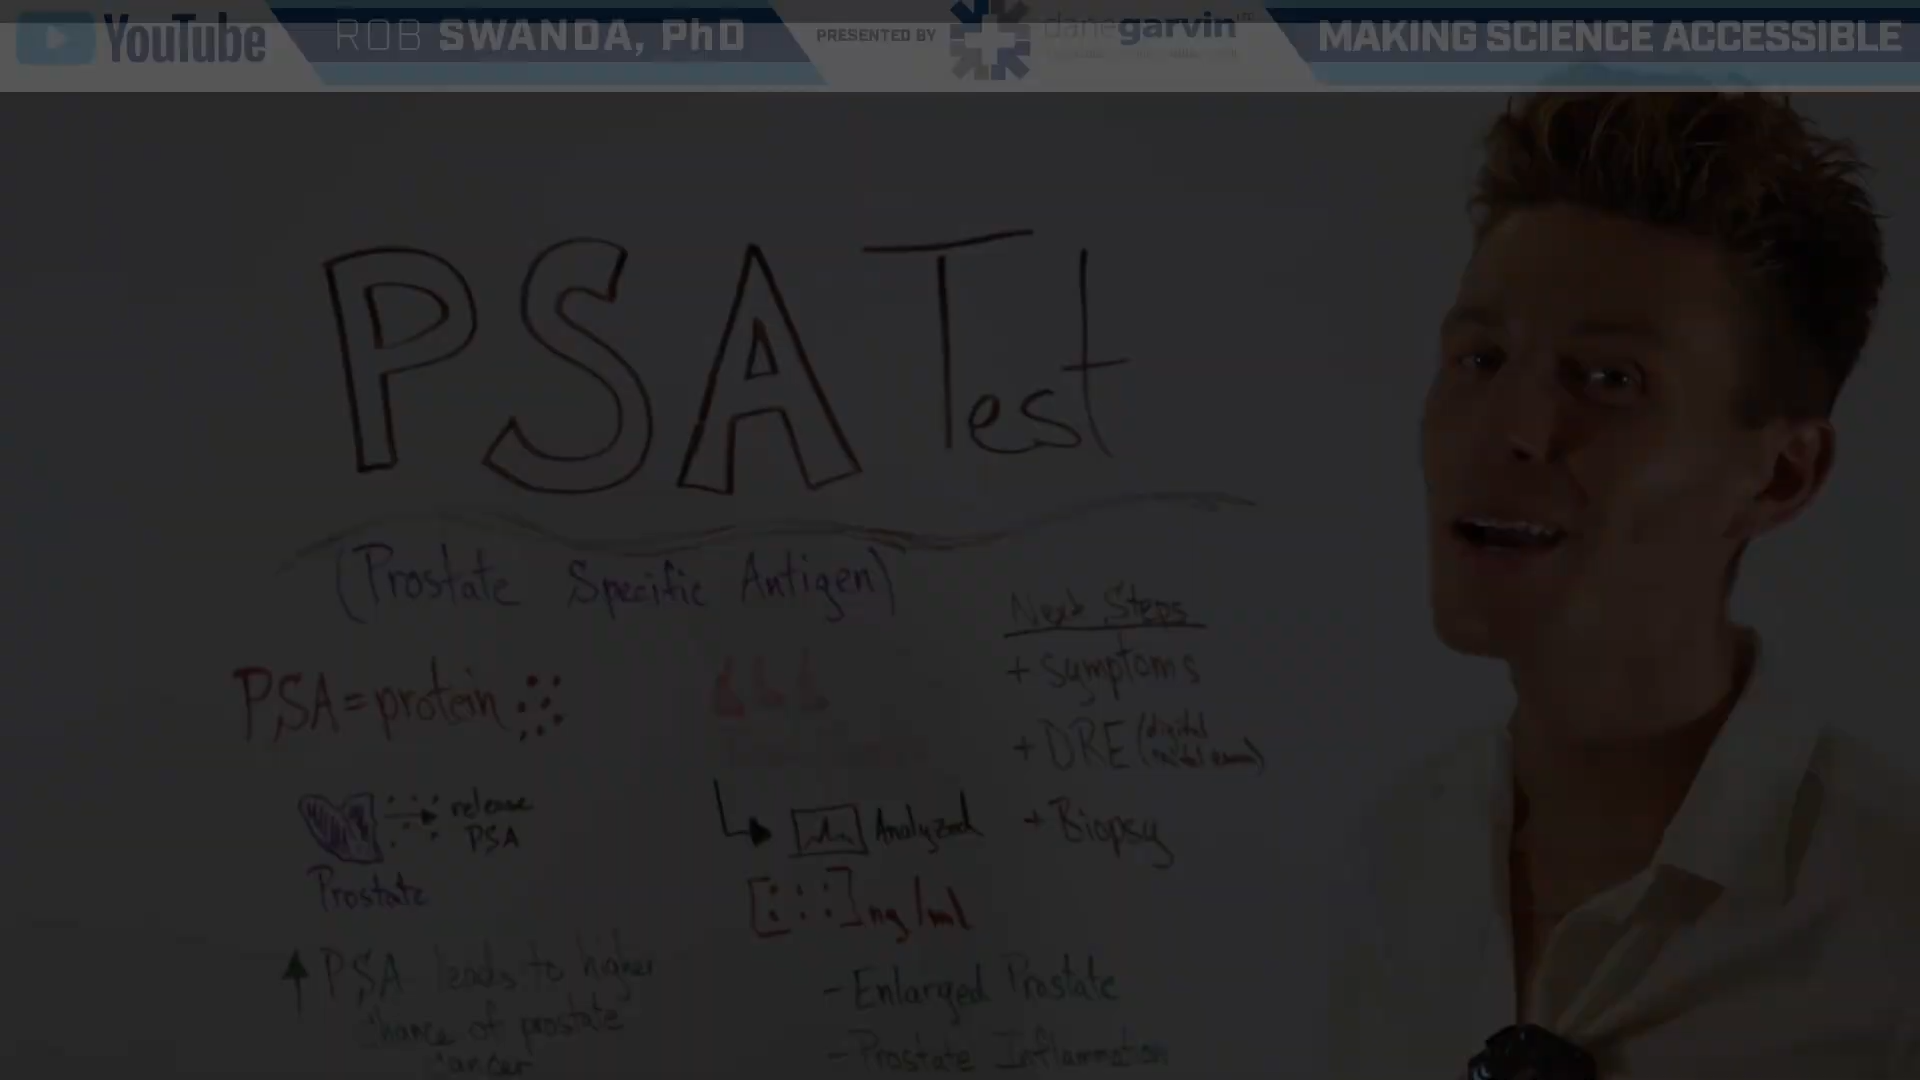 YouTube
ROB SWANDA, PhD
PRESENTED BY
danegarvin
MAKING SCIENCE ACCESSIBLE
PSA Test
(Prostate Specific Antigen)
PSA = protein
release
PSA
Prostate
↑ PSA leads to higher
chance of prostate
cancer
Analyzed
[ ] ng/ml
- Enlarged Prostate
- Prostate Inflammation
Next Steps
+ Symptoms
+ DRE (digital
+ Biopsy